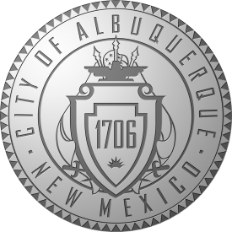 · CITY OF ALBUQUERQUE ·
1706
NEW MEXICO